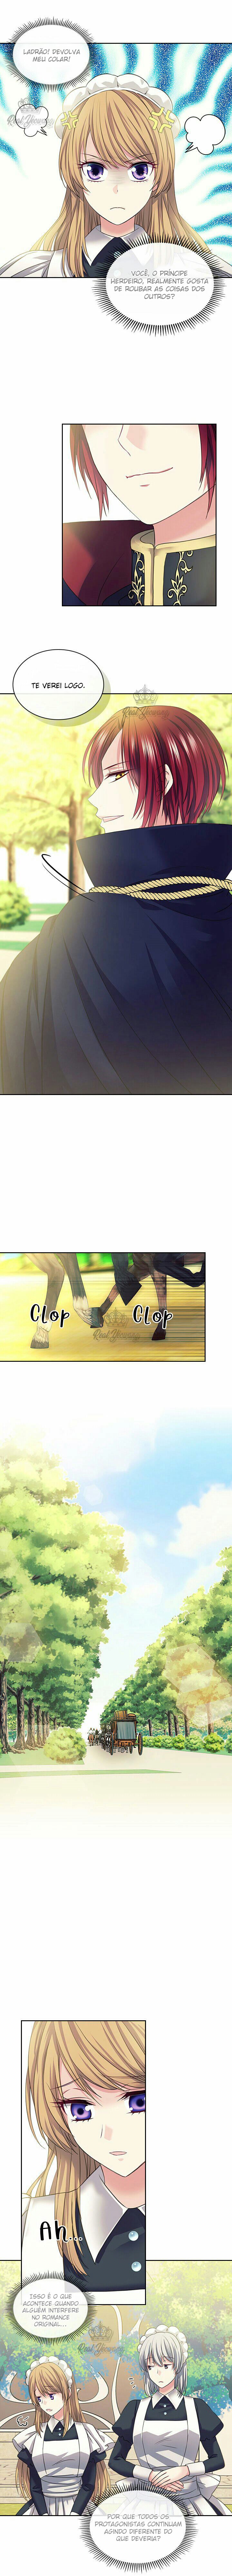 LADRÃO! DEVOLVA
MEU COLAR!
VOCÊ, O PRÍNCIPE
HERDEIRO, REALMENTE GOSTA
DE ROUBAR AS COISAS DOS
OUTROS?
TE VEREI LOGO.
Clop
Clop
Ah...
ISSO É O QUE
ACONTECE QUANDO
ALGUÉM INTERFERE
NO ROMANCE
ORIGINAL...
POR QUE TODOS OS
PROTAGONISTAS CONTINUAM
AGINDO DIFERENTE DO
QUE DEVERIA?